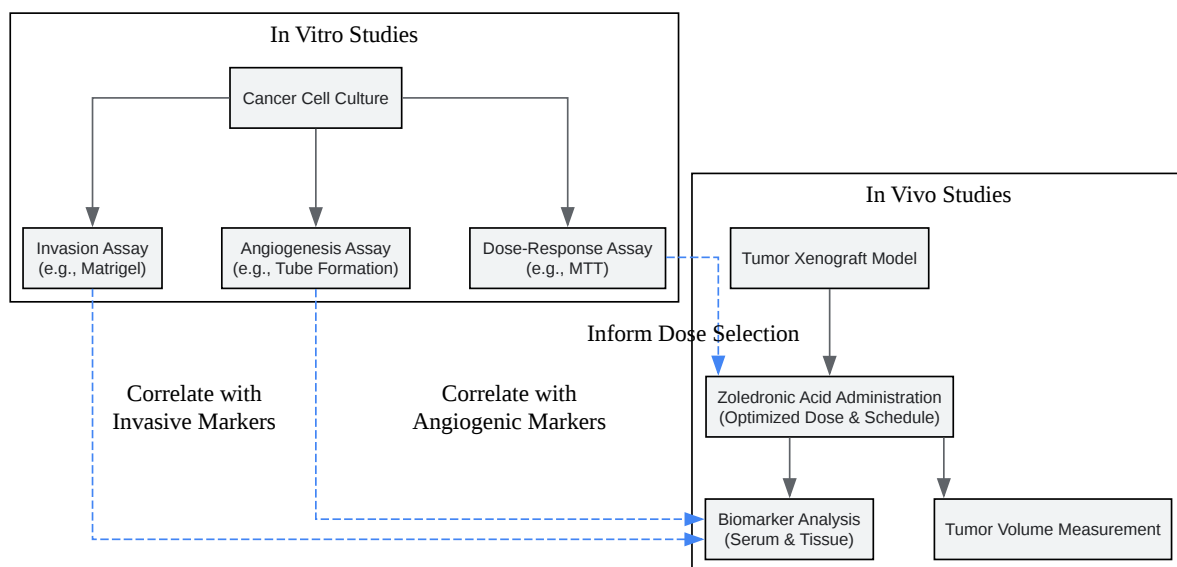 In Vitro Studies
Cancer Cell Culture
Invasion Assay
(e.g., Matrigel)
Angiogenesis Assay
(e.g., Tube Formation)
Dose-Response Assay
(e.g., MTT)
In Vivo Studies
Tumor Xenograft Model
Inform Dose Selection
Correlate with
Invasive Markers
Correlate with
Angiogenic Markers
Zoledronic Acid Administration
(Optimized Dose & Schedule)
Biomarker Analysis
(Serum & Tissue)
Tumor Volume Measurement